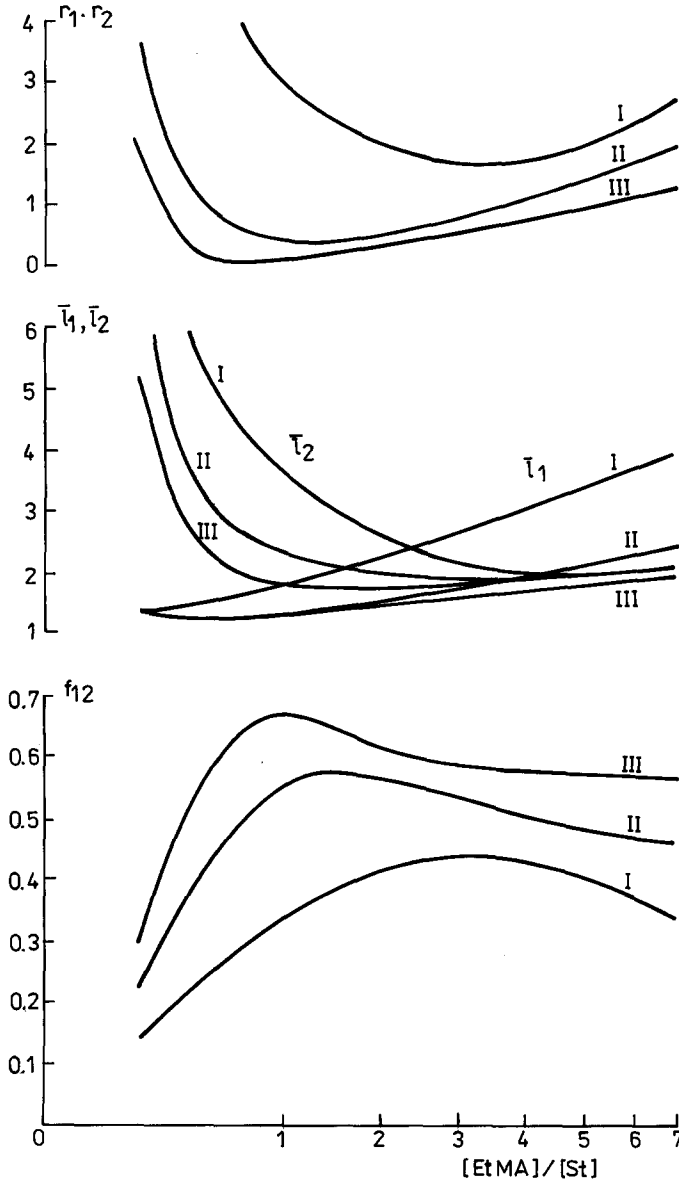 r₁·r₂
4
3
2
1
0
I
II
III
l̄₁, l̄₂
6
5
4
3
2
1
I
II
III
l̄₂
l̄₁
I
II
III
f₁₂
0.7
0.6
0.5
0.4
0.3
0.2
0.1
III
II
I
0 1 2 3 4 5 6 7
[EtMA]/[St]